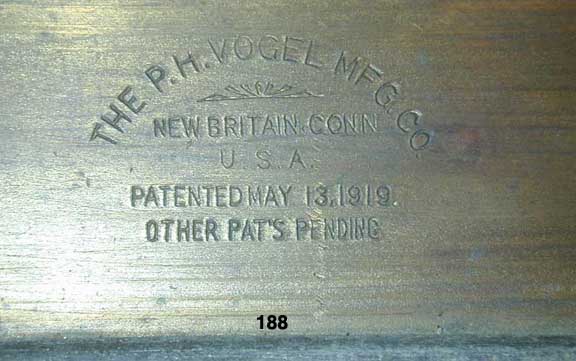 THE P.H. VOGEL MFG. CO.
NEW BRITAIN. CONN
U.S.A.
PATENTED MAY 13, 1919.
OTHER PAT'S PENDING
188